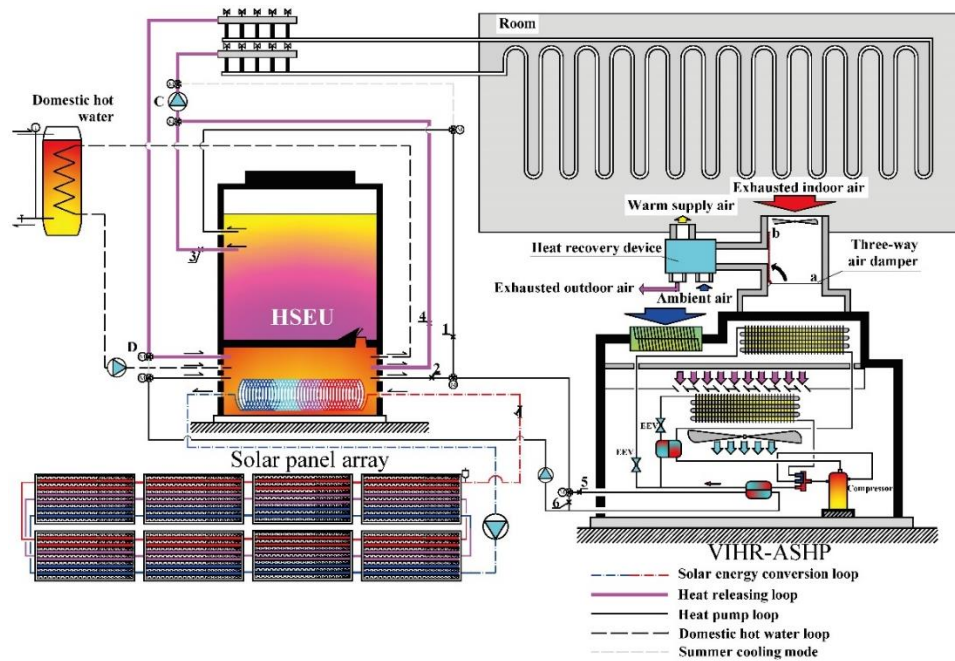 Room
Domestic hot
water
C
Exhausted indoor air
Warm supply air
b
Heat recovery device
Three-way
air damper
a
Exhausted outdoor air
Ambient air
3
HSEU
4
1
D
2
EEV
EEV
Solar panel array
5
6
Compressor
VIHR-ASHP
Solar energy conversion loop
Heat releasing loop
Heat pump loop
Domestic hot water loop
Summer cooling mode